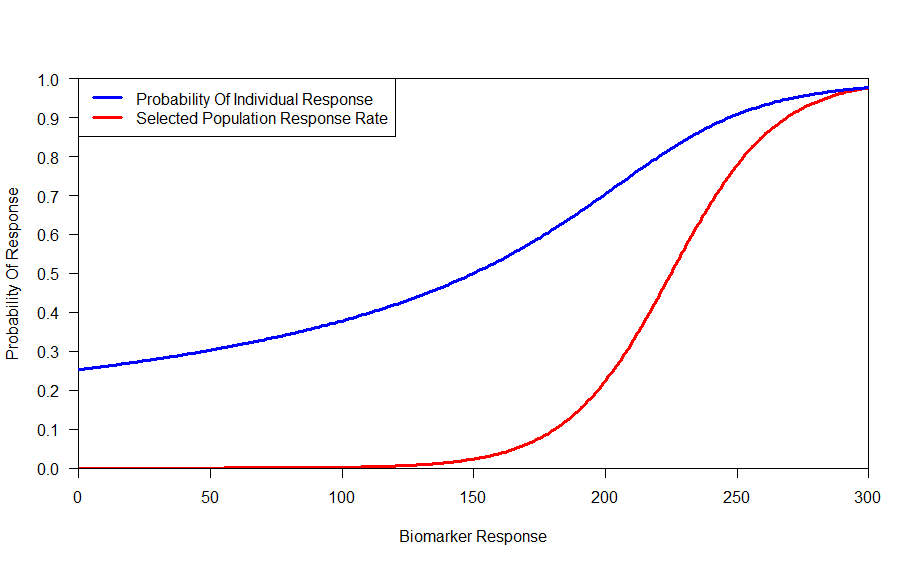 Probability Of Individual Response
Selected Population Response Rate
Probability Of Response
1.0
0.9
0.8
0.7
0.6
0.5
0.4
0.3
0.2
0.1
0.0
0 50 100 150 200 250 300
Biomarker Response